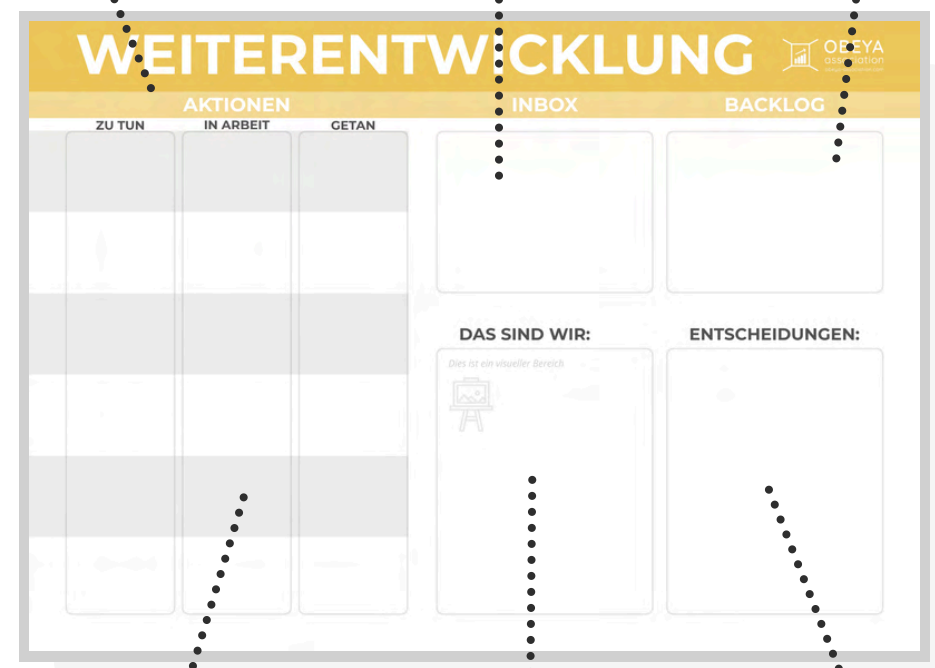 WEITERENTWICKLUNG
OBEYA
association
AKTIONEN
INBOX
BACKLOG
ZU TUN
IN ARBEIT
GETAN
DAS SIND WIR:
ENTSCHEIDUNGEN:
Dies ist ein visueller Bereich